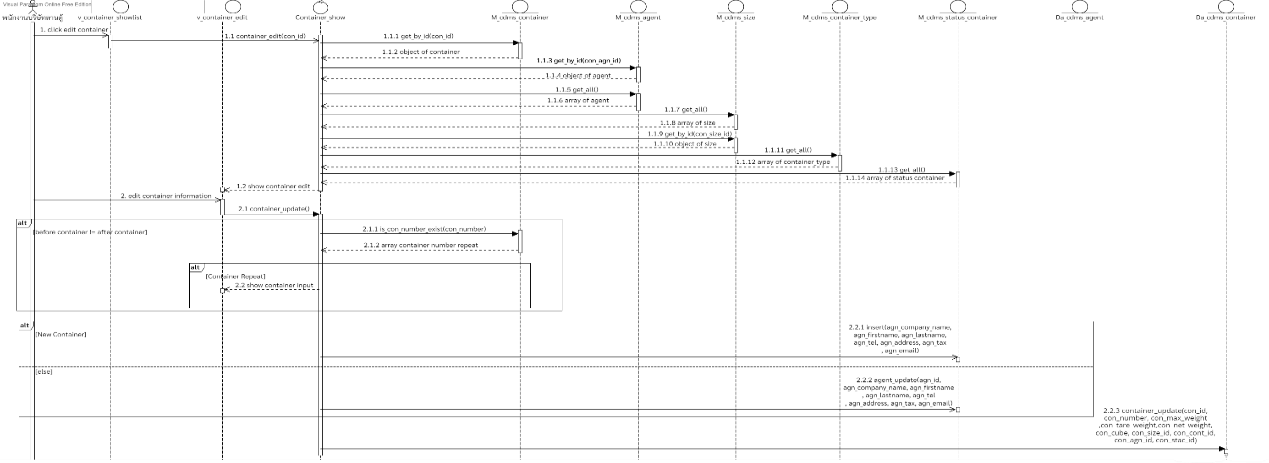 Visual Paradigm Online Free Edition
พนักงานบริษัทเอเย่นต์
v_container_showlist
v_container_edit
Container_show
M_cdms_container
M_cdms_agent
M_cdms_size
M_cdms_container_type
M_cdms_status_container
Da_cdms_agent
Da_cdms_container
1. click edit container
1.1 container_edit(con_id)
1.1.1 get_by_id(con_id)
1.1.2 object of container
1.1.3 get_by_id(con_agn_id)
1.1.4 object of agent
1.1.5 get_all()
1.1.6 array of agent
1.1.7 get_all()
1.1.8 array of size
1.1.9 get_by_id(con_size_id)
1.1.10 object of size
1.1.11 get_all()
1.1.12 array of container_type
1.1.13 get_all()
1.1.14 array of status container
1.2 show container edit
2. edit container information
2.1 container_update()
alt
[before container != after container]
2.1.1 is_con_number_exist(con_number)
2.1.2 array container number repeat
alt
[Container Repeat]
2.2 show container input
alt
[New Container]
2.2.1 insert(agn_company_name,
agn_firstname, agn_lastname,
agn_tel, agn_address, agn_tax
, agn_email)
[else]
2.2.2 agent_update(agn_id,
agn_company_name, agn_firstname
, agn_lastname, agn_tel
, agn_address, agn_tax, agn_email)
2.2.3 container_update(con_id,
con_number, con_max_weight
,con_tare_weight,con_net_weight,
con_cube, con_size_id, con_cont_id,
con_agn_id, con_stac_id)